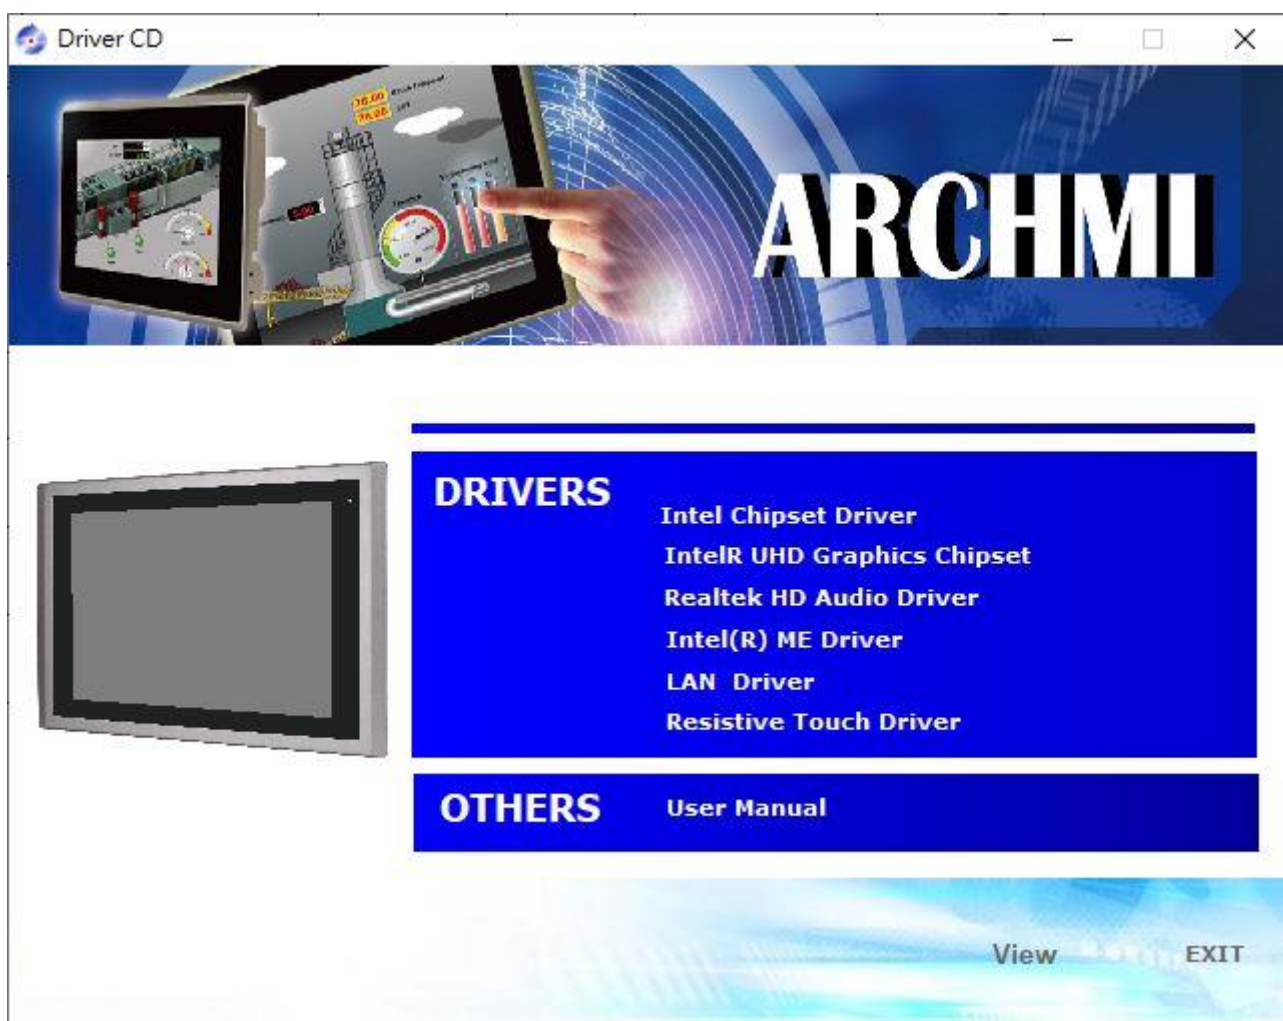 Driver CD
ARCHMI
DRIVERS
Intel Chipset Driver
IntelR UHD Graphics Chipset
Realtek HD Audio Driver
Intel(R) ME Driver
LAN Driver
Resistive Touch Driver
OTHERS
User Manual
View
EXIT